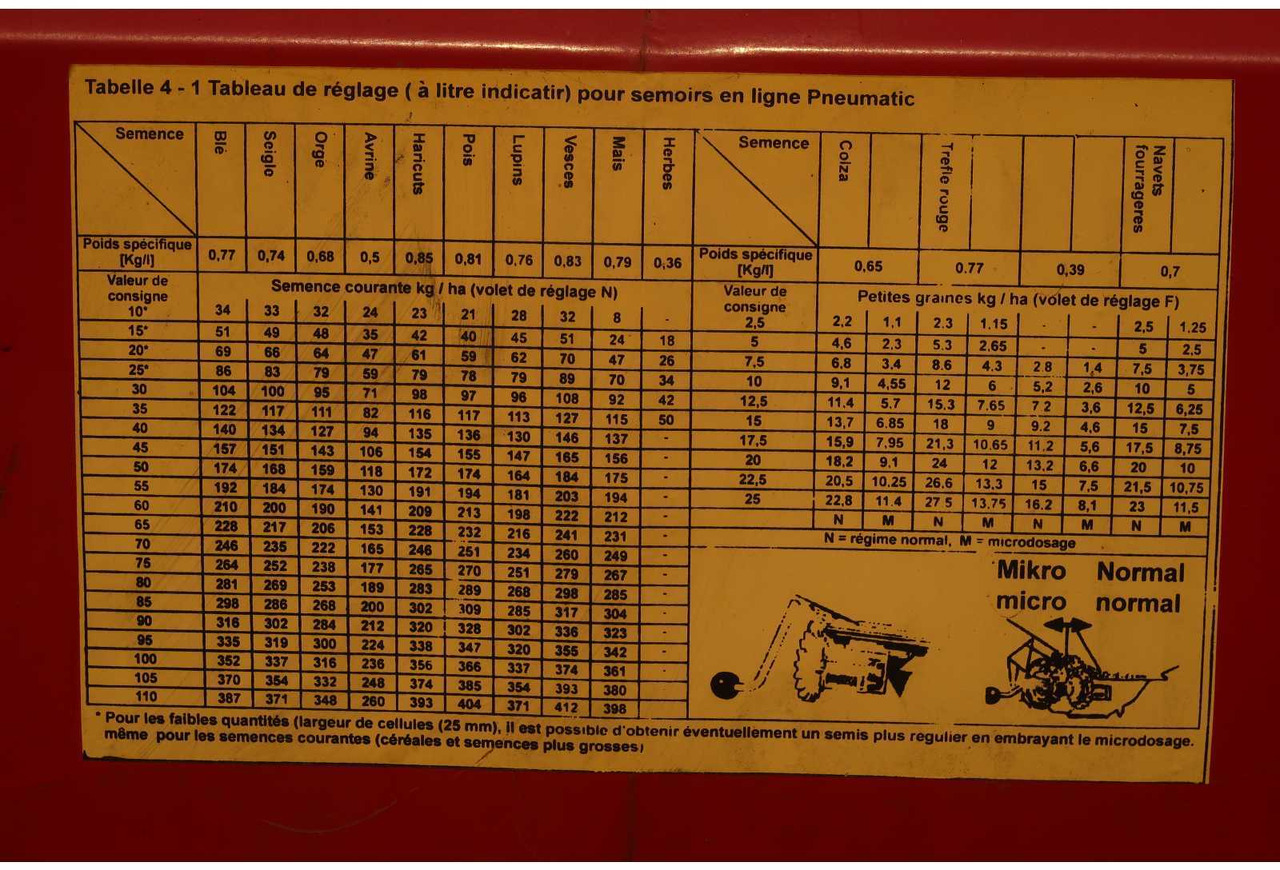 Tabelle 4 - 1 Tableau de réglage ( à litre indicatir) pour semoirs en ligne Pneumatic
Semence Blé Seigle Orge Avrine Haricuts Pois Lupins Vesces Mais Herbes
Poids spécifique
[Kg/l] 0,77 0,74 0,68 0,5 0,85 0,81 0,76 0,83 0,79 0,36
Valeur de
consigne
Semence courante kg / ha (volet de réglage N)
10* 34 33 32 24 23 21 28 32 8 -
15* 51 49 48 35 42 40 45 51 24 18
20* 69 66 64 47 61 59 62 70 47 26
25* 86 83 79 59 79 78 79 89 70 34
30 104 100 95 71 98 97 96 108 92 42
35 122 117 111 82 116 117 113 127 115 50
40 140 134 127 94 135 136 130 146 137 -
45 157 151 143 106 154 155 147 165 156 -
50 174 168 159 118 172 174 164 184 175 -
55 192 184 174 130 191 194 181 203 194 -
60 210 200 190 141 209 213 198 222 212 -
65 228 217 206 153 228 232 216 241 231 -
70 246 235 222 165 246 251 234 260 249 -
75 264 252 238 177 265 270 251 279 267 -
80 281 269 253 189 283 289 268 298 285 -
85 298 286 268 200 302 309 285 317 304 -
90 316 302 284 212 320 328 302 336 323 -
95 335 319 300 224 338 347 320 355 342 -
100 352 337 316 236 356 366 337 374 361 -
105 370 354 332 248 374 385 354 393 380
110 387 371 348 260 393 404 371 412 398
Semence Colza Trefle rouge Navets fourrageres
Poids spécifique
[Kg/l] 0.65 0.77 0,39 0,7
Valeur de
consigne
Petites graines kg / ha (volet de réglage F)
2,5 2,2 1,1 2.3 1.15 - - 2,5 1.25
5 4,6 2.3 5.3 2.65 - - 5 2,5
7,5 6,8 3.4 8.6 4.3 2.8 1,4 7,5 3,75
10 9,1 4,55 12 6 5,2 2,6 10 5
12,5 11.4 5.7 15.3 7.65 7 2 3,6 12,5 6,25
15 13,7 6.85 18 9 9.2 4,6 15 7,5
17,5 15,9 7,95 21,3 10.65 11.2 5,6 17,5 8,75
20 18,2 9.1 24 12 13,2 6,6 20 10
22,5 20,5 10.25 26.6 13,3 15 7,5 21,5 10,75
25 22,8 11.4 27 5 13.75 16.2 8,1 23 11,5
N M N M N M N M
N = régime normal, M = microdosage
Mikro Normal
micro normal
* Pour les faibles quantités (largeur de cellules (25 mm), il est possible d'obtenir éventuellement un semis plus regulier en embrayant le microdosage.
même pour les semences courantes (céréales et semences plus grosses)